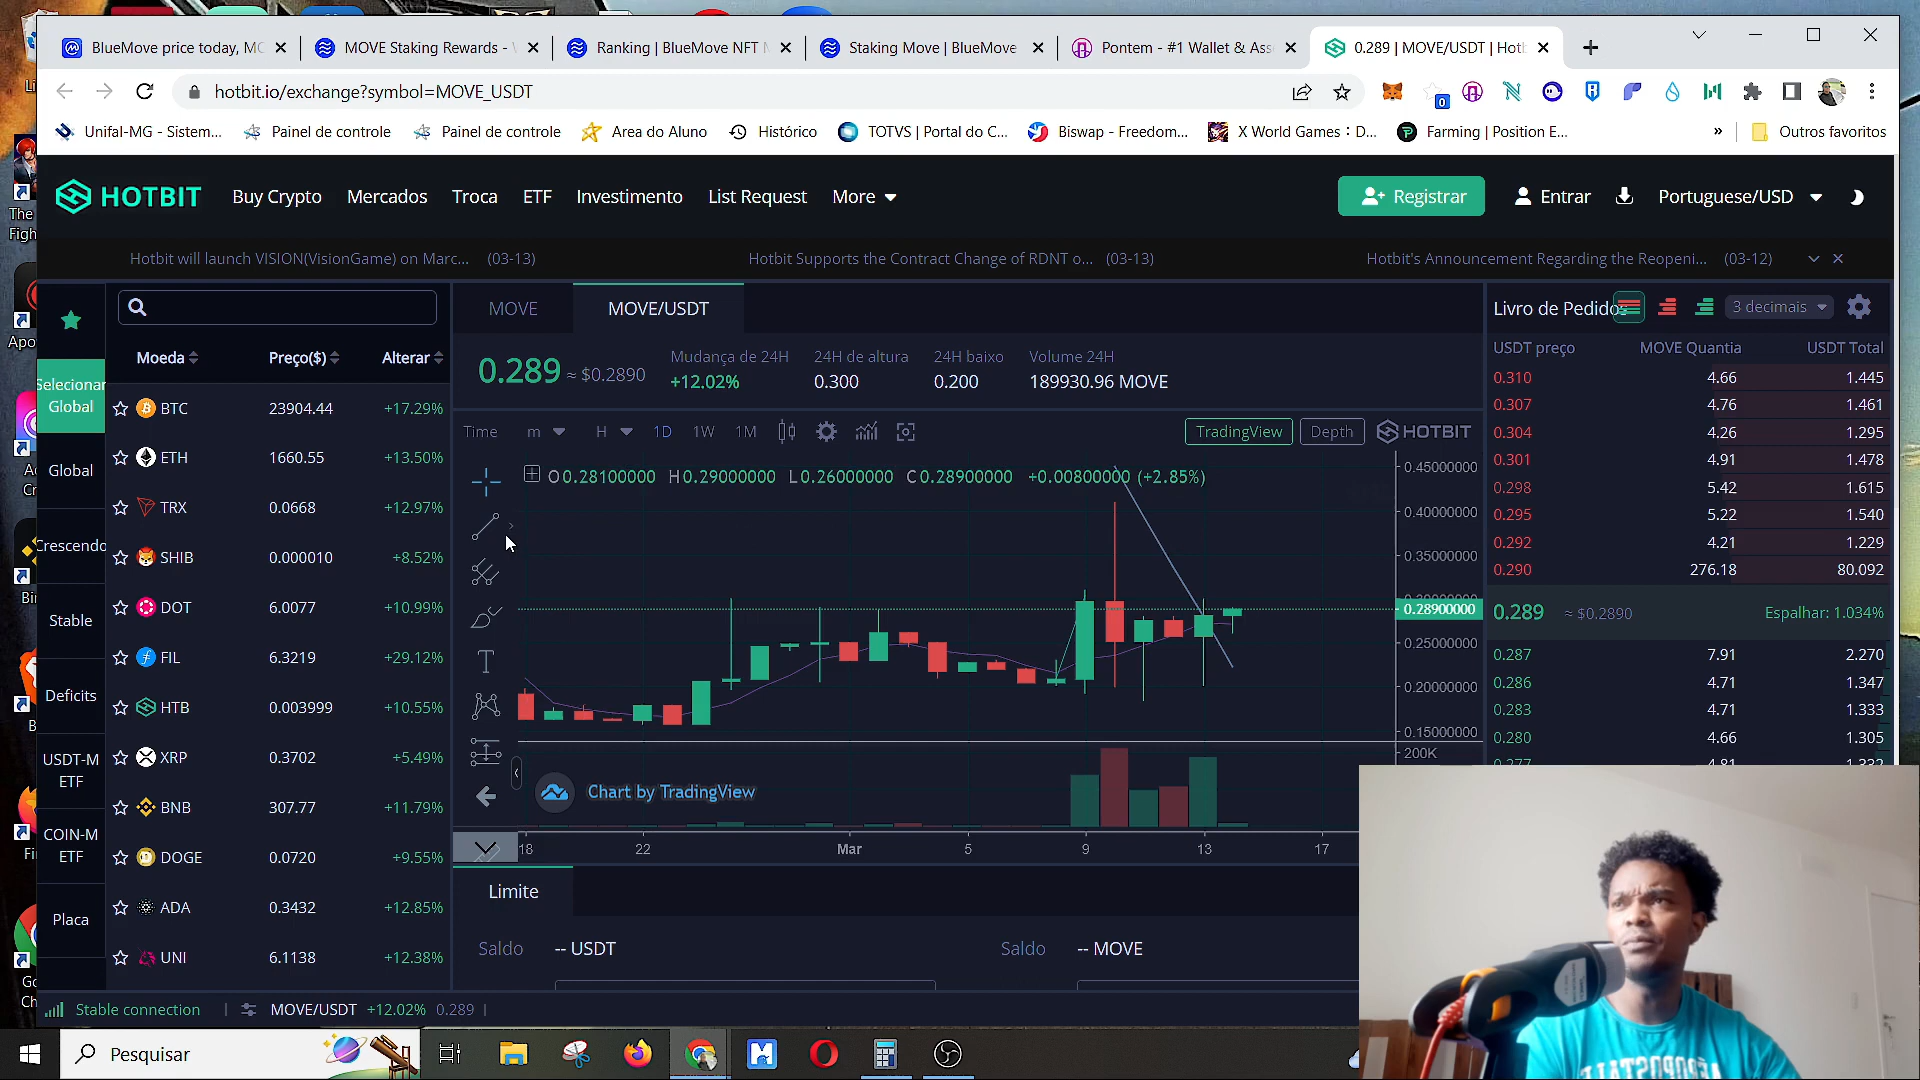 BlueMove price today, MO
MOVE Staking Rewards -
Ranking | BlueMove NFT
Staking Move | BlueMove
Pontem - #1 Wallet & Ass
0.289 | MOVE/USDT | Hotb
hotbit.io/exchange?symbol=MOVE_USDT
0
Unifal-MG - Sistem...
Painel de controle
Painel de controle
Area do Aluno
Histórico
TOTVS | Portal do C...
Biswap - Freedom...
X World Games : D...
Farming | Position E...
»
Outros favoritos
HOTBIT
Buy Crypto
Mercados
Troca
ETF
Investimento
List Request
More
Registrar
Entrar
Portuguese/USD
Hotbit will launch VISION(VisionGame) on Marc... (03-13)
Hotbit Supports the Contract Change of RDNT o... (03-13)
Hotbit's Announcement Regarding the Reopeni... (03-12)
Selecionar
Global
Global
Crescendo
Stable
Deficits
USDT-M
ETF
COIN-M
ETF
Placa
Moeda Preço($) Alterar
BTC 23904.44 +17.29%
ETH 1660.55 +13.50%
TRX 0.0668 +12.97%
SHIB 0.000010 +8.52%
DOT 6.0077 +10.99%
FIL 6.3219 +29.12%
HTB 0.003999 +10.55%
XRP 0.3702 +5.49%
BNB 307.77 +11.79%
DOGE 0.0720 +9.55%
ADA 0.3432 +12.85%
UNI 6.1138 +12.38%
MOVE
MOVE/USDT
0.289 ≈ $0.2890
Mudança de 24H
+12.02%
24H de altura
0.300
24H baixo
0.200
Volume 24H
189930.96 MOVE
Time m H 1D 1W 1M
TradingView
Depth
HOTBIT
O0.28100000 H0.29000000 L0.26000000 C0.28900000 +0.00800000 (+2.85%)
0.45000000
0.40000000
0.35000000
0.28900000
0.25000000
0.20000000
0.15000000
200K
Chart by TradingView
18 22 Mar 5 9 13 17
Limite
Saldo -- USDT
Saldo -- MOVE
Livro de Pedidos
3 decimais
USDT preço MOVE Quantia USDT Total
0.310 4.66 1.445
0.307 4.76 1.461
0.304 4.26 1.295
0.301 4.91 1.478
0.298 5.42 1.615
0.295 5.22 1.540
0.292 4.21 1.229
0.290 276.18 80.092
0.289 ≈ $0.2890 Espalhar: 1.034%
0.287 7.91 2.270
0.286 4.71 1.347
0.283 4.71 1.333
0.280 4.66 1.305
Stable connection
MOVE/USDT +12.02% 0.289
Pesquisar